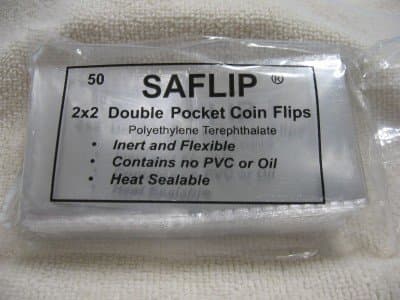 50 SAFLIP ®
2x2 Double Pocket Coin Flips
Polyethylene Terephthalate
• Inert and Flexible
• Contains no PVC or Oil
• Heat Sealable